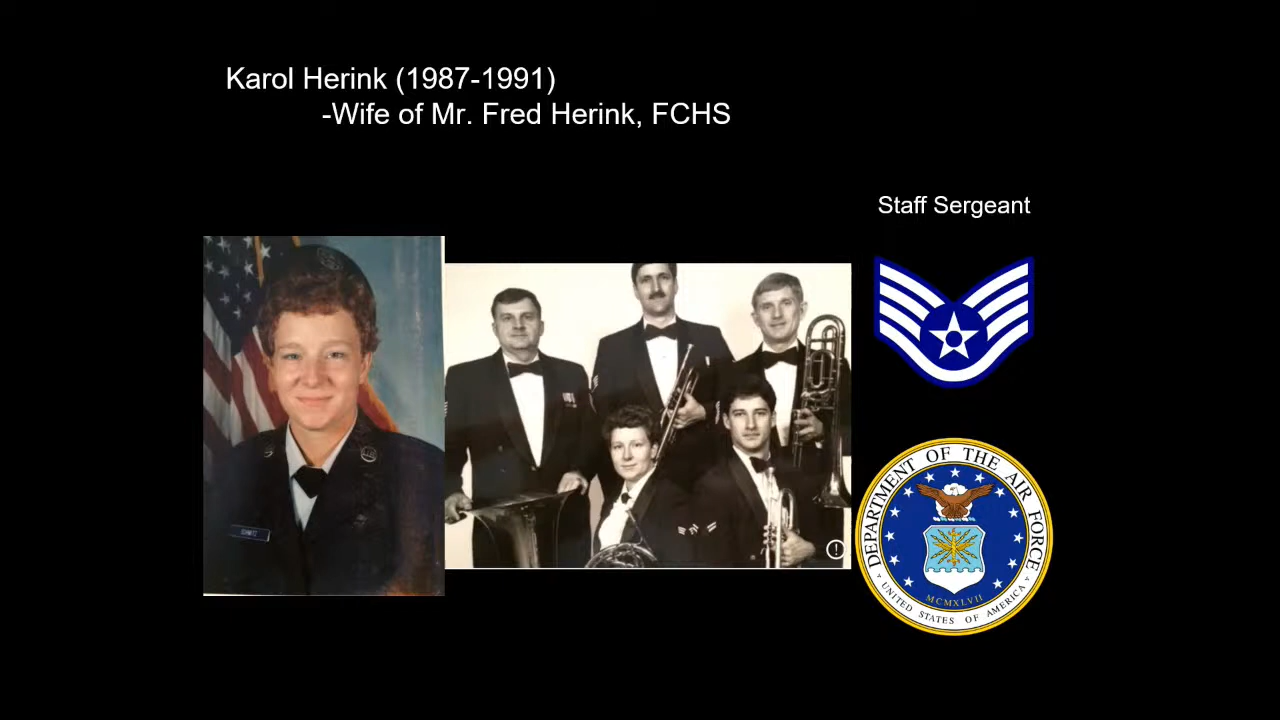 Karol Herink (1987-1991)
-Wife of Mr. Fred Herink, FCHS
Staff Sergeant
SCHMITZ
DEPARTMENT OF THE AIR FORCE
MCMXLVII
UNITED STATES OF AMERICA